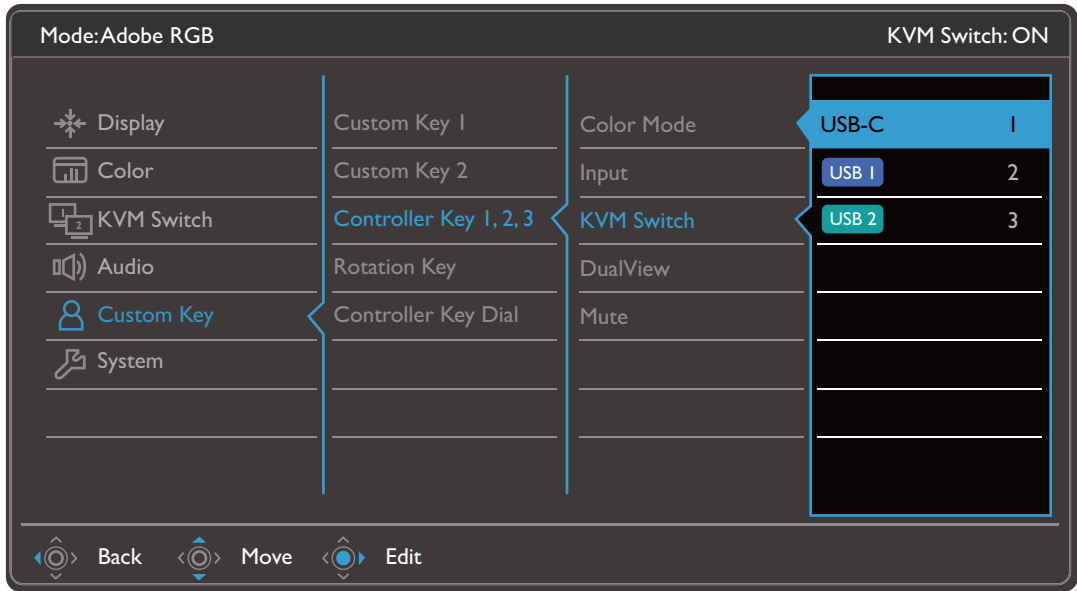 Mode: Adobe RGB
KVM Switch: ON
Display
Color
1
2
KVM Switch
Audio
Custom Key
System
Custom Key 1
Custom Key 2
Controller Key 1, 2, 3
Rotation Key
Controller Key Dial
Color Mode
Input
KVM Switch
DualView
Mute
USB-C 1
USB 1 2
USB 2 3
Back Move Edit